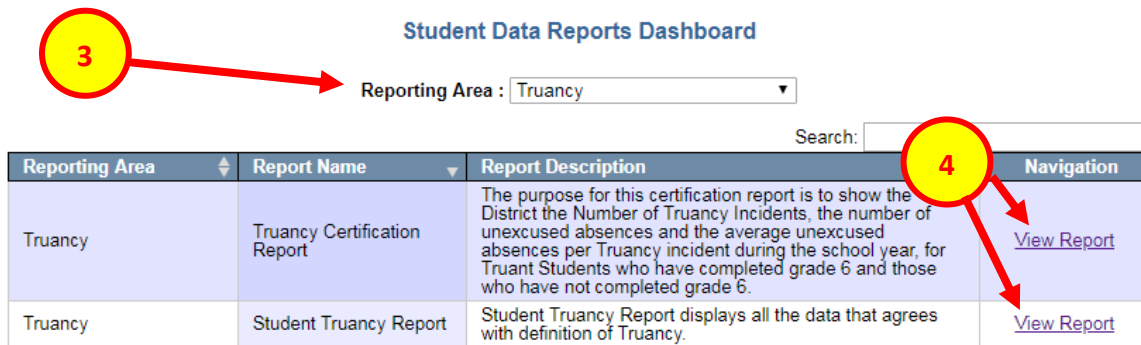 Student Data Reports Dashboard
3
Reporting Area : Truancy
Search:
4
Reporting Area Report Name Report Description Navigation
Truancy
Truancy Certification
Report
The purpose for this certification report is to show the
District the Number of Truancy Incidents, the number of
unexcused absences and the average unexcused
absences per Truancy incident during the school year, for
Truant Students who have completed grade 6 and those
who have not completed grade 6.
View Report
Truancy
Student Truancy Report
Student Truancy Report displays all the data that agrees
with definition of Truancy.
View Report